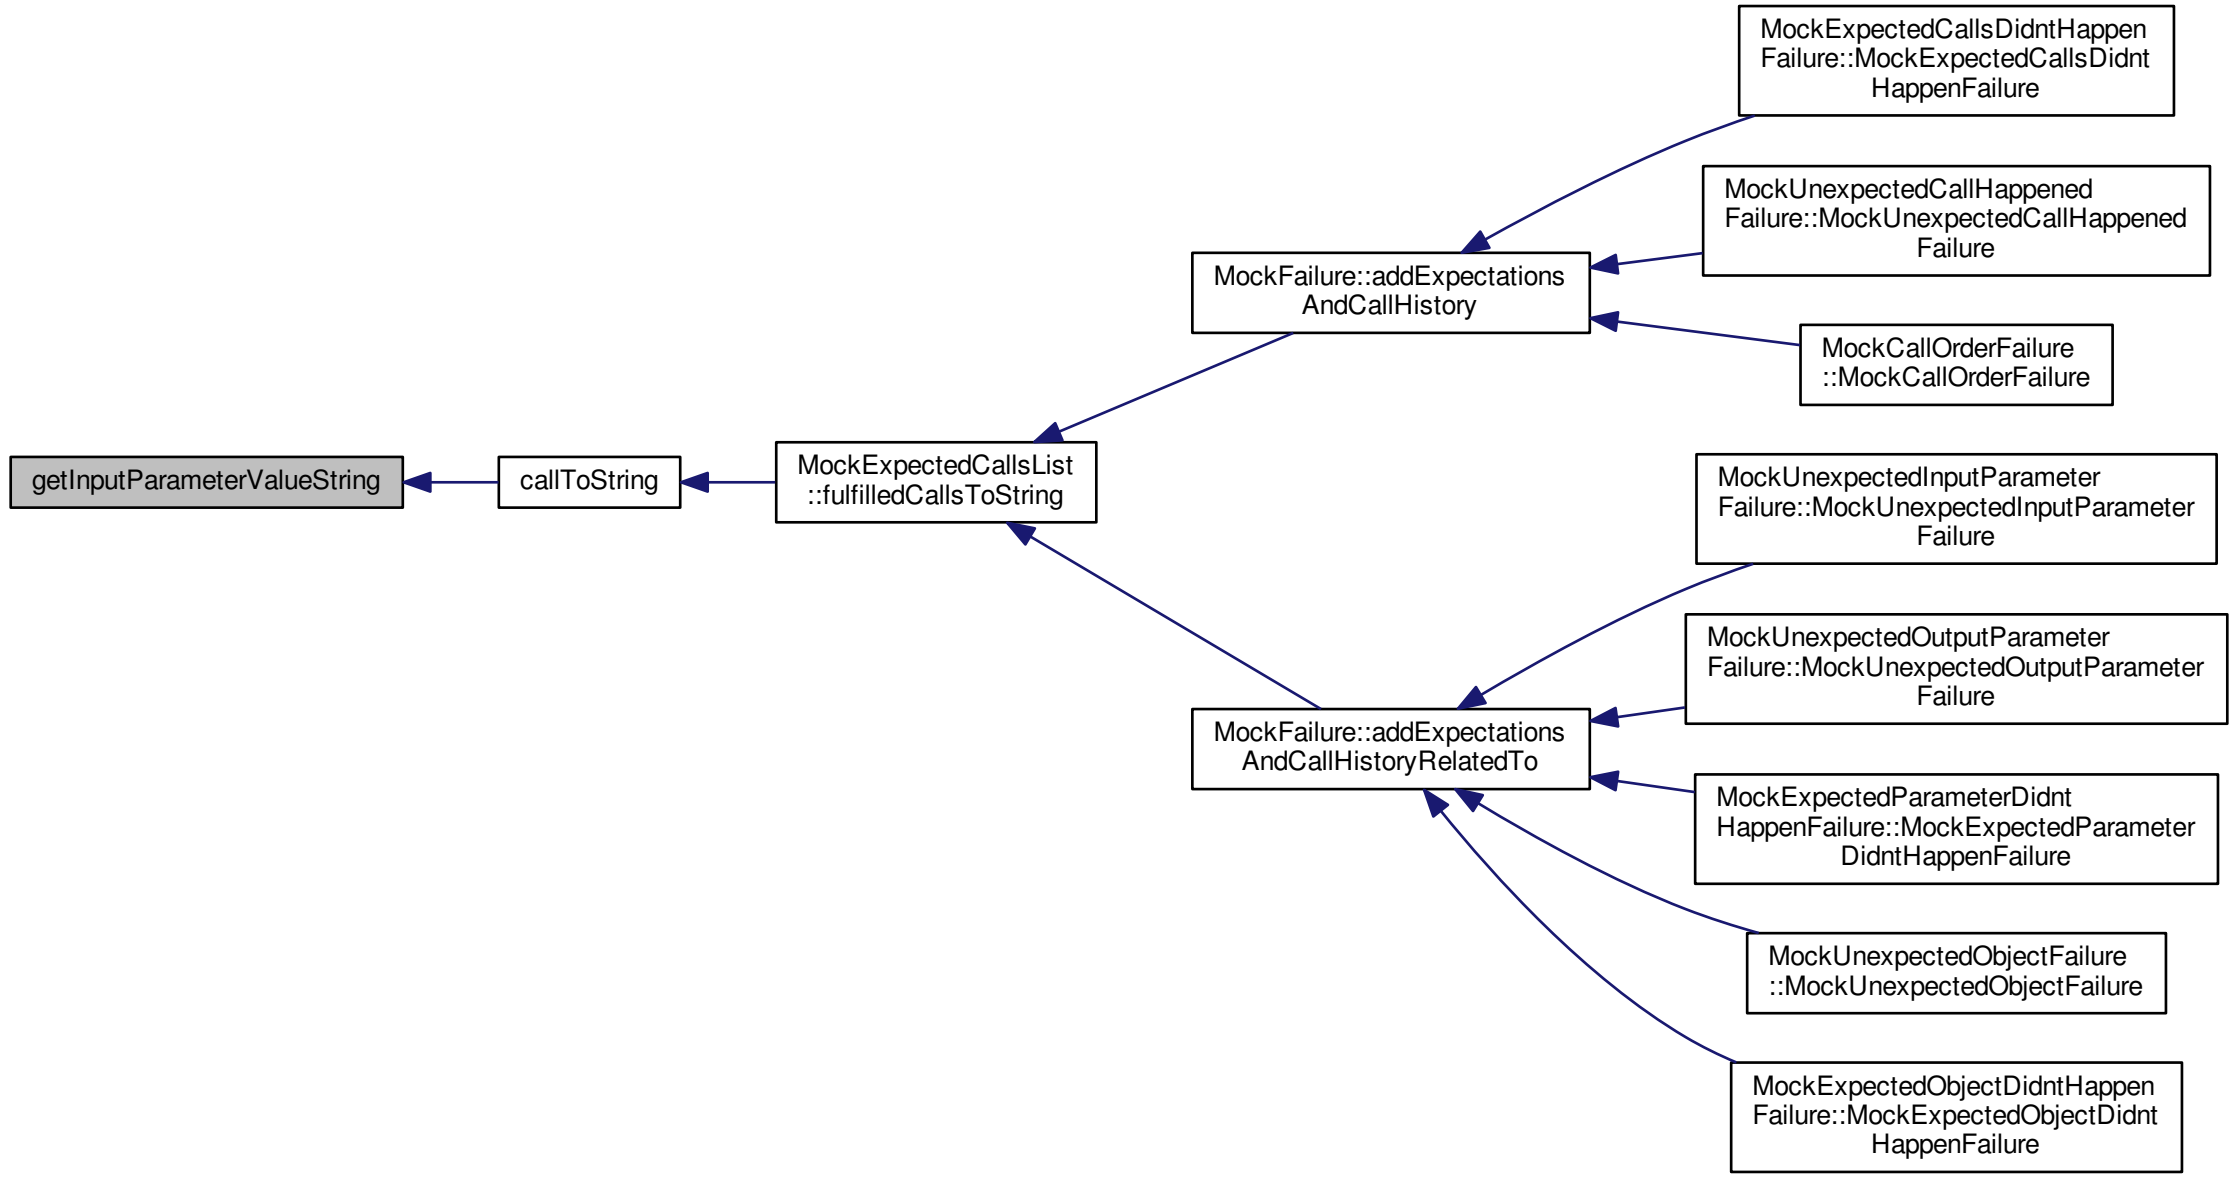 getInputParameterValueString
callToString
MockExpectedCallsList
::fulfilledCallsToString
MockFailure::addExpectations
AndCallHistory
MockExpectedCallsDidntHappen
Failure::MockExpectedCallsDidnt
HappenFailure
MockUnexpectedCallHappened
Failure::MockUnexpectedCallHappened
Failure
MockCallOrderFailure
::MockCallOrderFailure
MockFailure::addExpectations
AndCallHistoryRelatedTo
MockUnexpectedInputParameter
Failure::MockUnexpectedInputParameter
Failure
MockUnexpectedOutputParameter
Failure::MockUnexpectedOutputParameter
Failure
MockExpectedParameterDidnt
HappenFailure::MockExpectedParameter
DidntHappenFailure
MockUnexpectedObjectFailure
::MockUnexpectedObjectFailure
MockExpectedObjectDidntHappen
Failure::MockExpectedObjectDidnt
HappenFailure